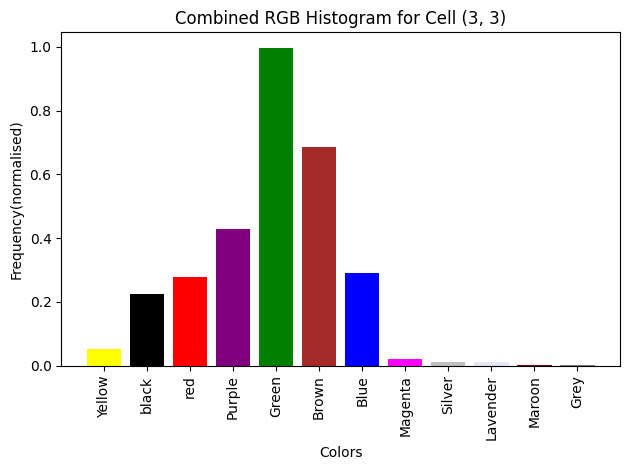 Combined RGB Histogram for Cell (3, 3)
Frequency(normalised)
1.0
0.8
0.6
0.4
0.2
0.0
Yellow
black
red
Purple
Green
Brown
Blue
Magenta
Silver
Lavender
Maroon
Grey
Colors